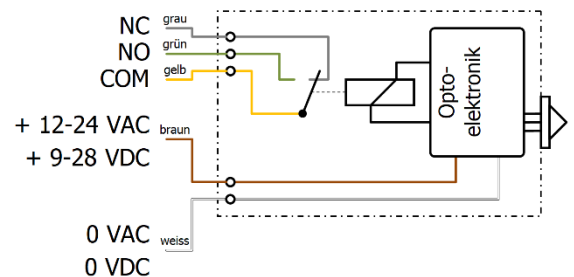 NC grau
NO grün
COM gelb
+ 12-24 VAC braun
+ 9-28 VDC
0 VAC weiss
0 VDC
Opto-
elektronik